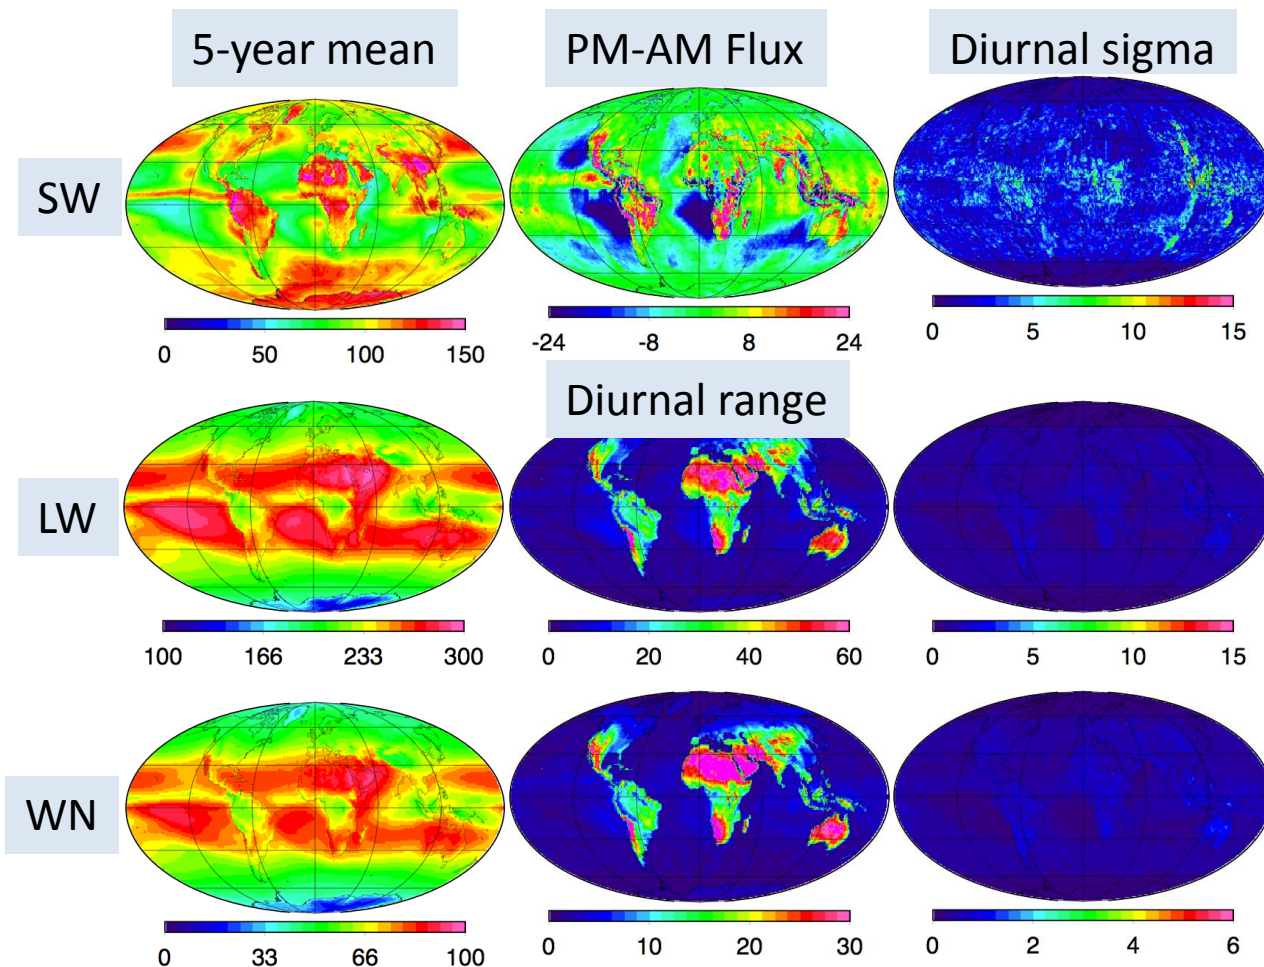 5-year mean PM-AM Flux Diurnal sigma
SW
0 50 100 150
-24 -8 8 24
0 5 10 15
Diurnal range
LW
100 166 233 300
0 20 40 60
0 5 10 15
WN
0 33 66 100
0 10 20 30
0 2 4 6